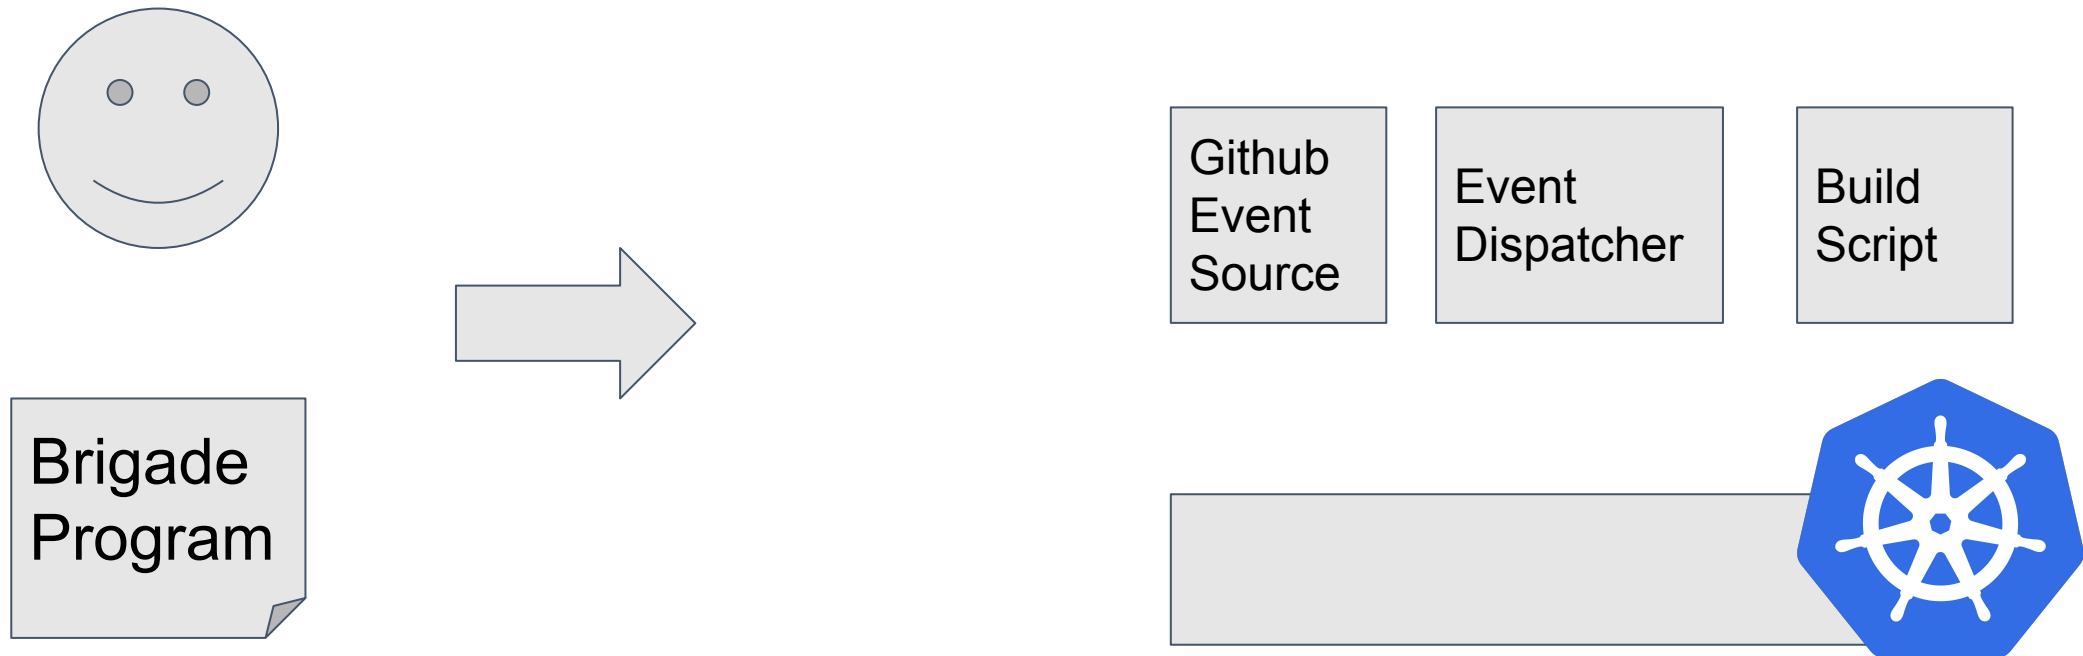 Github
Event
Source
Event
Dispatcher
Build
Script
Brigade
Program